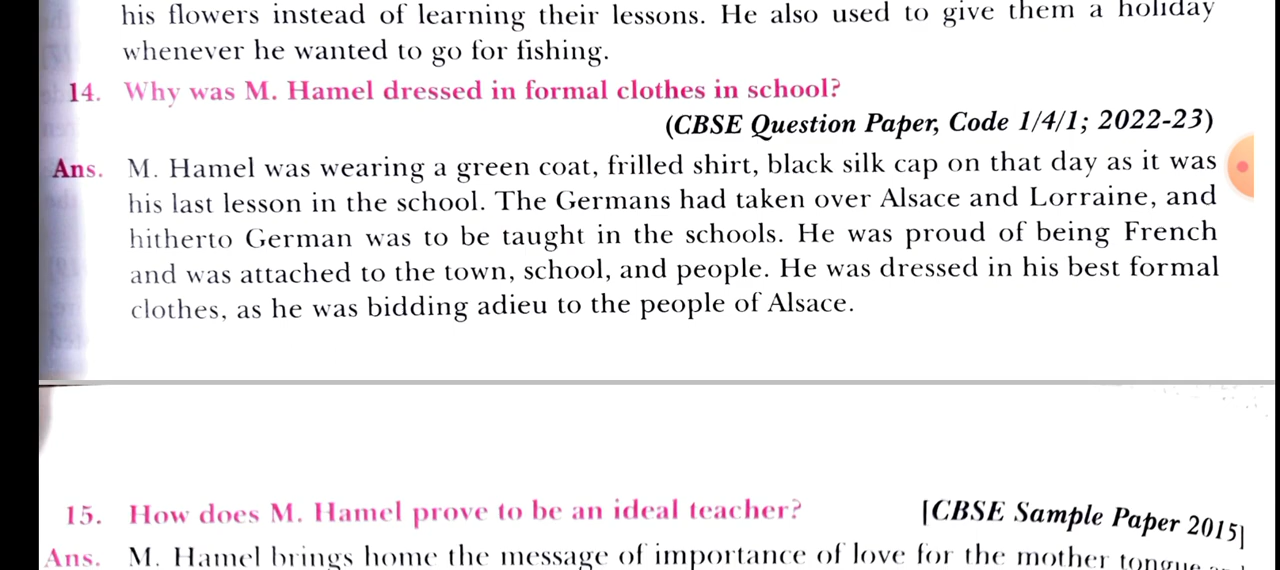 his flowers instead of learning their lessons. He also used to give them a holiday
whenever he wanted to go for fishing.
14. Why was M. Hamel dressed in formal clothes in school?
(CBSE Question Paper, Code 1/4/1; 2022-23)
Ans. M. Hamel was wearing a green coat, frilled shirt, black silk cap on that day as it was
his last lesson in the school. The Germans had taken over Alsace and Lorraine, and
hitherto German was to be taught in the schools. He was proud of being French
and was attached to the town, school, and people. He was dressed in his best formal
clothes, as he was bidding adieu to the people of Alsace.
15. How does M. Hamel prove to be an ideal teacher? [CBSE Sample Paper 2015]
Ans. M. Hamel brings home the message of importance of love for the mother tongue